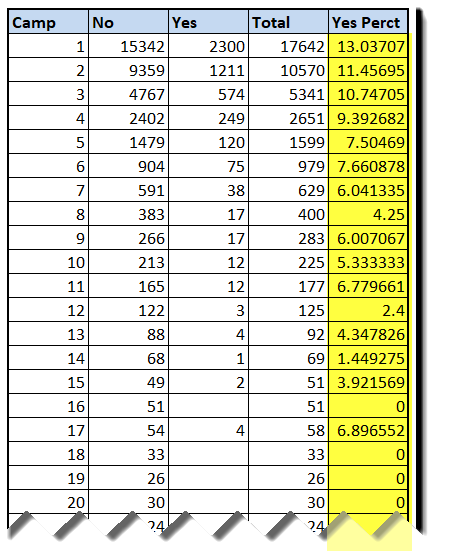 Camp No Yes Total Yes Perct
1 15342 2300 17642 13.03707
2 9359 1211 10570 11.45695
3 4767 574 5341 10.74705
4 2402 249 2651 9.392682
5 1479 120 1599 7.50469
6 904 75 979 7.660878
7 591 38 629 6.041335
8 383 17 400 4.25
9 266 17 283 6.007067
10 213 12 225 5.333333
11 165 12 177 6.779661
12 122 3 125 2.4
13 88 4 92 4.347826
14 68 1 69 1.449275
15 49 2 51 3.921569
16 51 51 0
17 54 4 58 6.896552
18 33 33 0
19 26 26 0
20 30 30 0
24 24